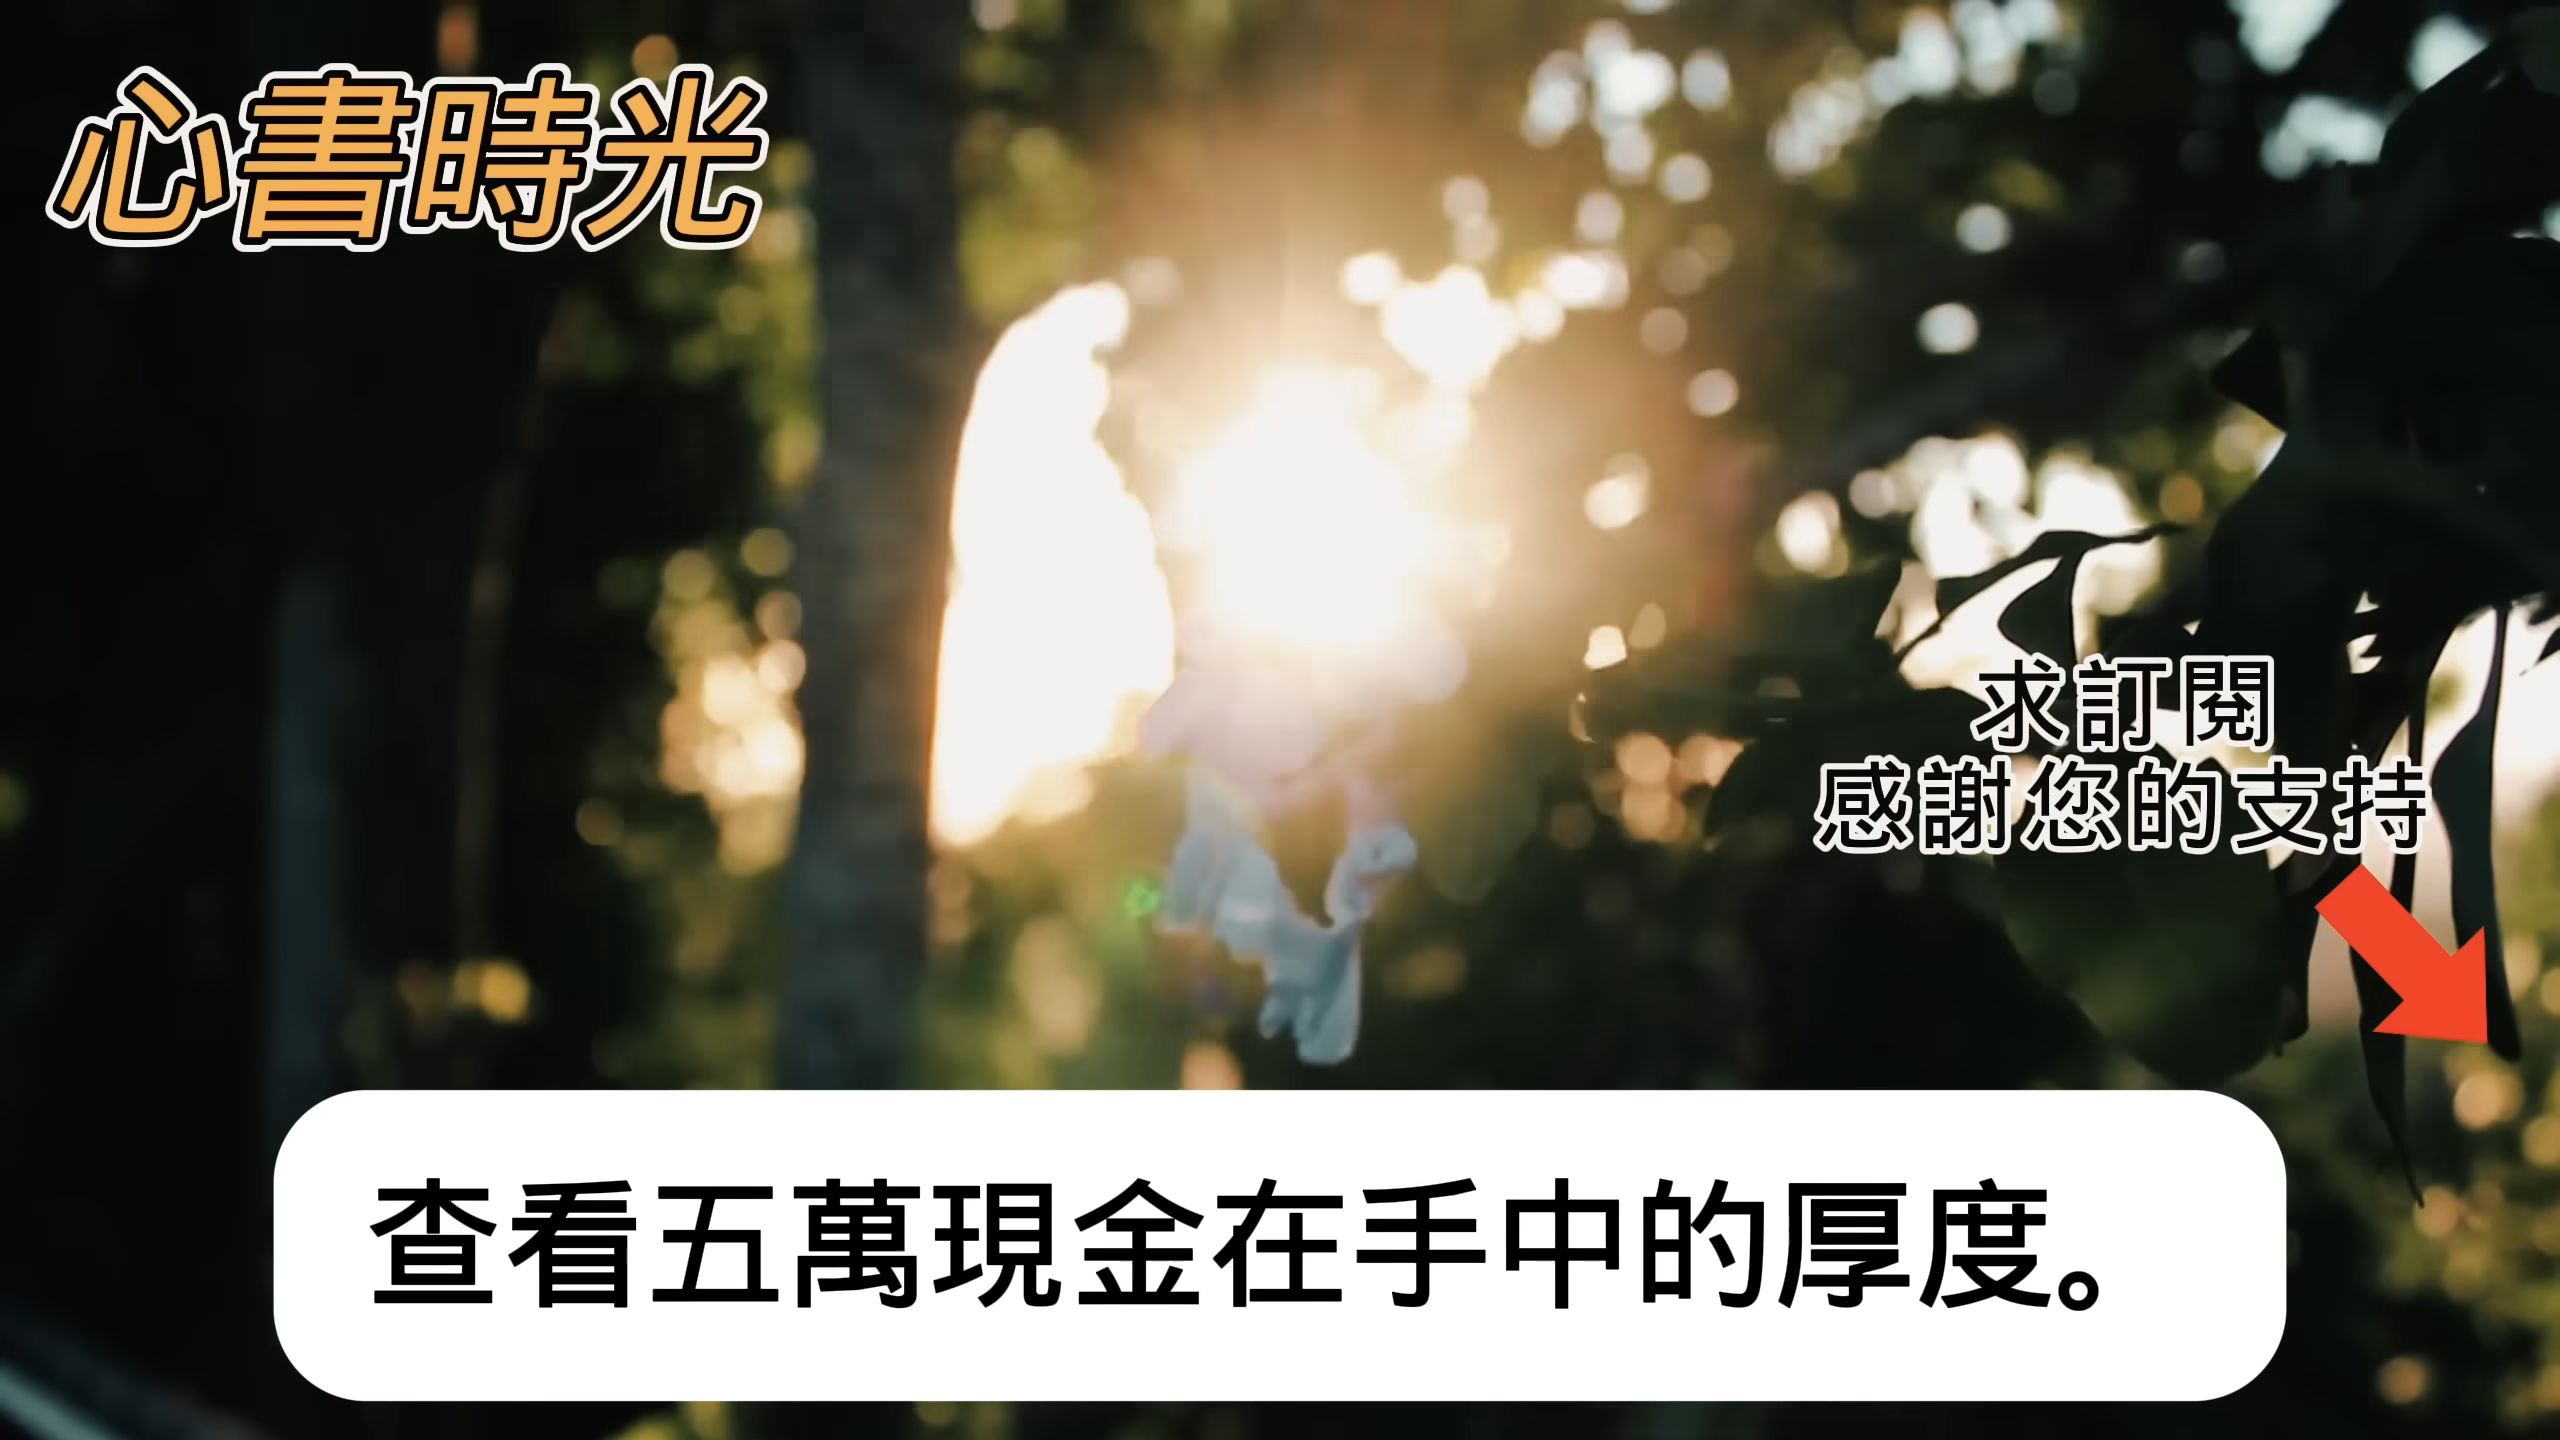 心書時光
求訂閱
感謝您的支持
查看五萬現金在手中的厚度。